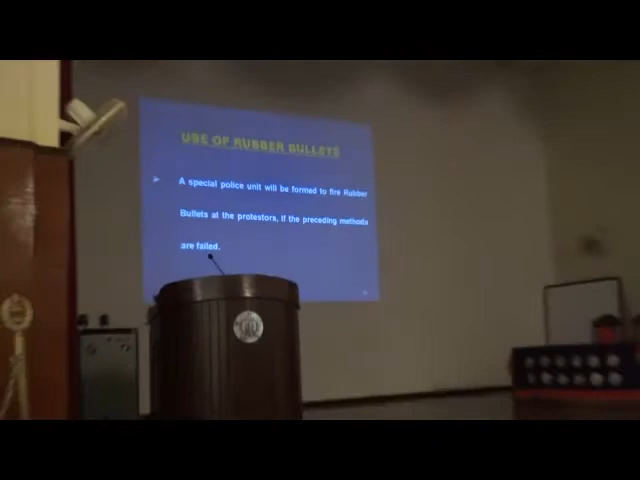 USE OF RUBBER BULLETS
A special police unit will be formed to fire Rubber
Bullets at the protestors, if the preceding methods
are failed.